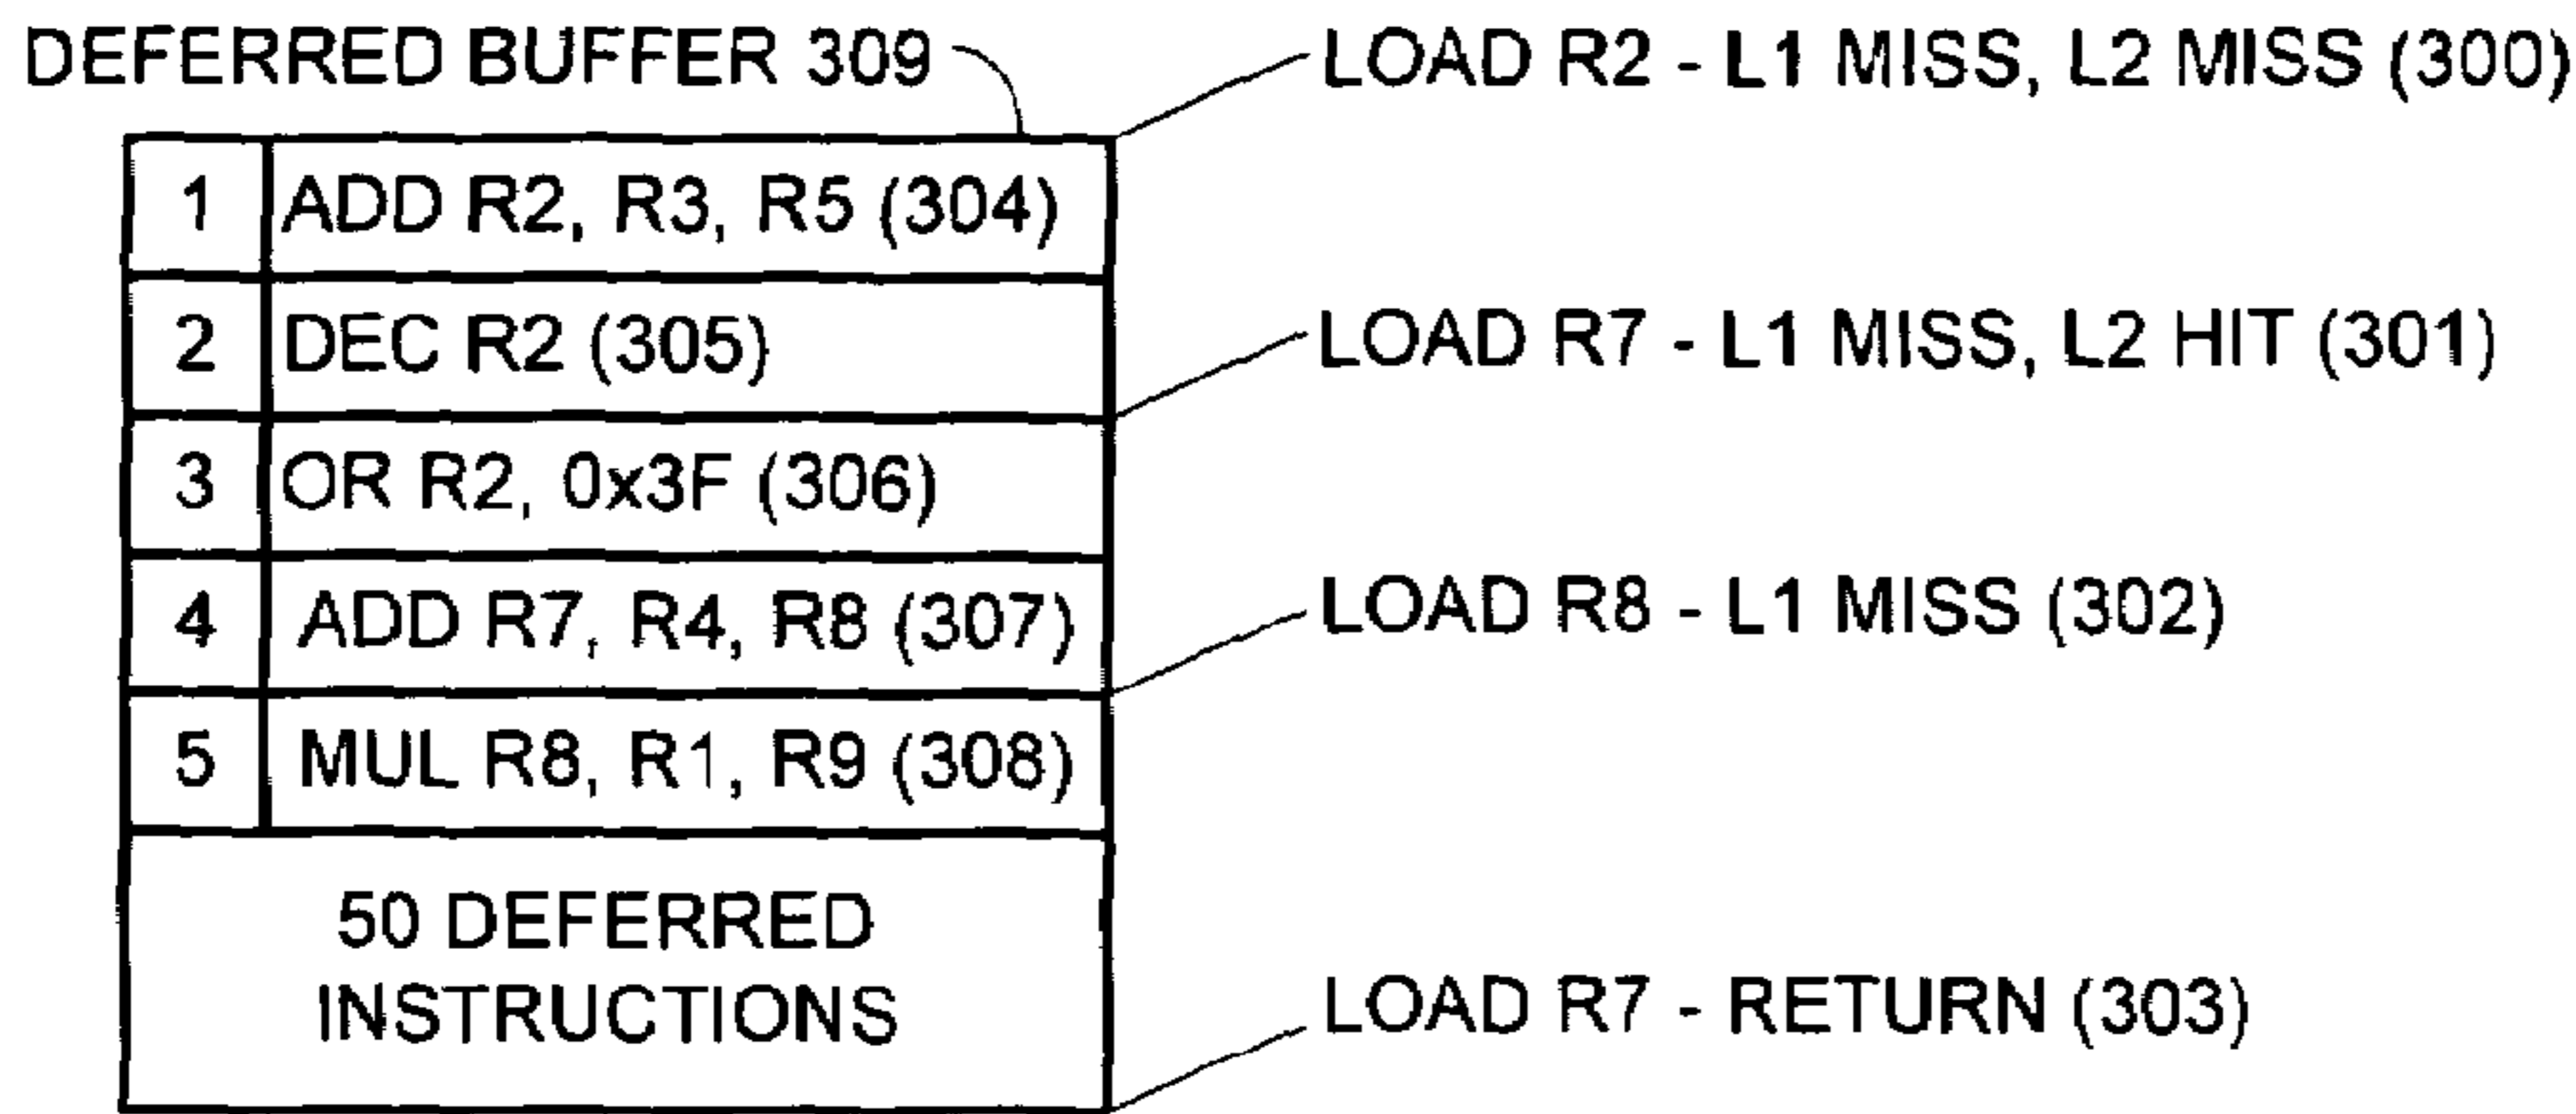 DEFERRED BUFFER 309
LOAD R2 - L1 MISS, L2 MISS (300)
1 ADD R2, R3, R5 (304)
2 DEC R2 (305)
LOAD R7 - L1 MISS, L2 HIT (301)
3 OR R2, 0x3F (306)
4 ADD R7, R4, R8 (307)
LOAD R8 - L1 MISS (302)
5 MUL R8, R1, R9 (308)
50 DEFERRED
INSTRUCTIONS
LOAD R7 - RETURN (303)